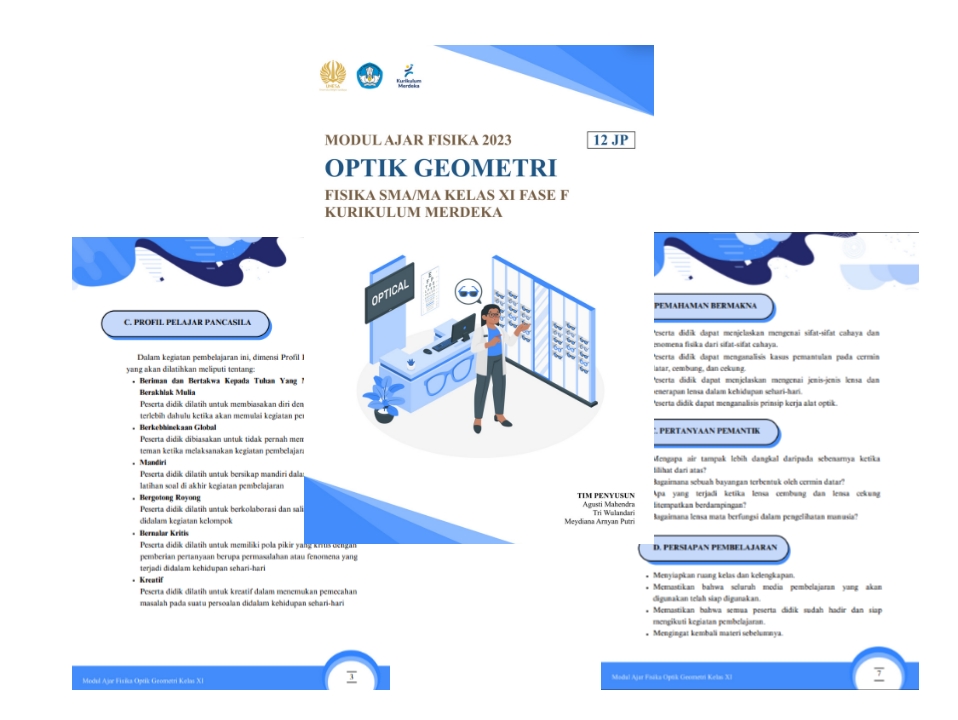 UNESA
Kurikulum
Merdeka
MODUL AJAR FISIKA 2023
12 JP
OPTIK GEOMETRI
FISIKA SMA/MA KELAS XI FASE F
KURIKULUM MERDEKA
OPTICAL
TIM PENYUSUN
Agusti Mahendra
Tri Wulandari
Meydiana Arnyan Putri
C. PROFIL PELAJAR PANCASILA
Dalam kegiatan pembelajaran ini, dimensi Profil
yang akan dilatihkan meliputi tentang:
• Beriman dan Bertakwa Kepada Tuhan Yang
Berakhlak Mulia
Peserta didik dilatih untuk membiasakan diri
terlebih dahulu ketika akan memulai kegiatan
• Berkebhinekaan Global
Peserta didik dibiasakan untuk tidak pernah
teman ketika melaksanakan kegiatan
• Mandiri
Peserta didik dilatih untuk bersikap mandiri
latihan soal di akhir kegiatan pembelajaran
• Bergotong Royong
Peserta didik dilatih untuk berkolaborasi dan
didalam kegiatan kelompok
• Bernalar Kritis
Peserta didik dilatih untuk memiliki pola pikir yang kritis dengan
pemberian pertanyaan berupa permasalahan atau fenomena yang
terjadi didalam kehidupan sehari-hari
• Kreatif
Peserta didik dilatih untuk kreatif dalam menemukan pemecahan
masalah pada suatu persoalan didalam kehidupan sehari-hari
Modul Ajar Fisika Optik Geometri Kelas XI
3
PEMAHAMAN BERMAKNA
Peserta didik dapat menjelaskan mengenai sifat-sifat cahaya dan
fenomena fisika dari sifat-sifat cahaya.
Peserta didik dapat menganalisis kasus pemantulan pada cermin
datar, cembung, dan cekung.
Peserta didik dapat menjelaskan mengenai jenis-jenis lensa dan
penerapan lensa dalam kehidupan sehari-hari.
Peserta didik dapat menganalisis prinsip kerja alat optik.
. PERTANYAAN PEMANTIK
Mengapa air tampak lebih dangkal daripada sebenarnya ketika
dilihat dari atas?
Bagaimana sebuah bayangan terbentuk oleh cermin datar?
Apa yang terjadi ketika lensa cembung dan lensa cekung
ditempatkan berdampingan?
Bagaimana lensa mata berfungsi dalam pengelihatan manusia?
D. PERSIAPAN PEMBELAJARAN
• Menyiapkan ruang kelas dan kelengkapan.
• Memastikan bahwa seluruh media pembelajaran yang akan
digunakan telah siap digunakan.
• Memastikan bahwa semua peserta didik sudah hadir dan siap
mengikuti kegiatan pembelajaran.
• Mengingat kembali materi sebelumnya.
Modul Ajar Fisika Optik Geometri Kelas XI
7